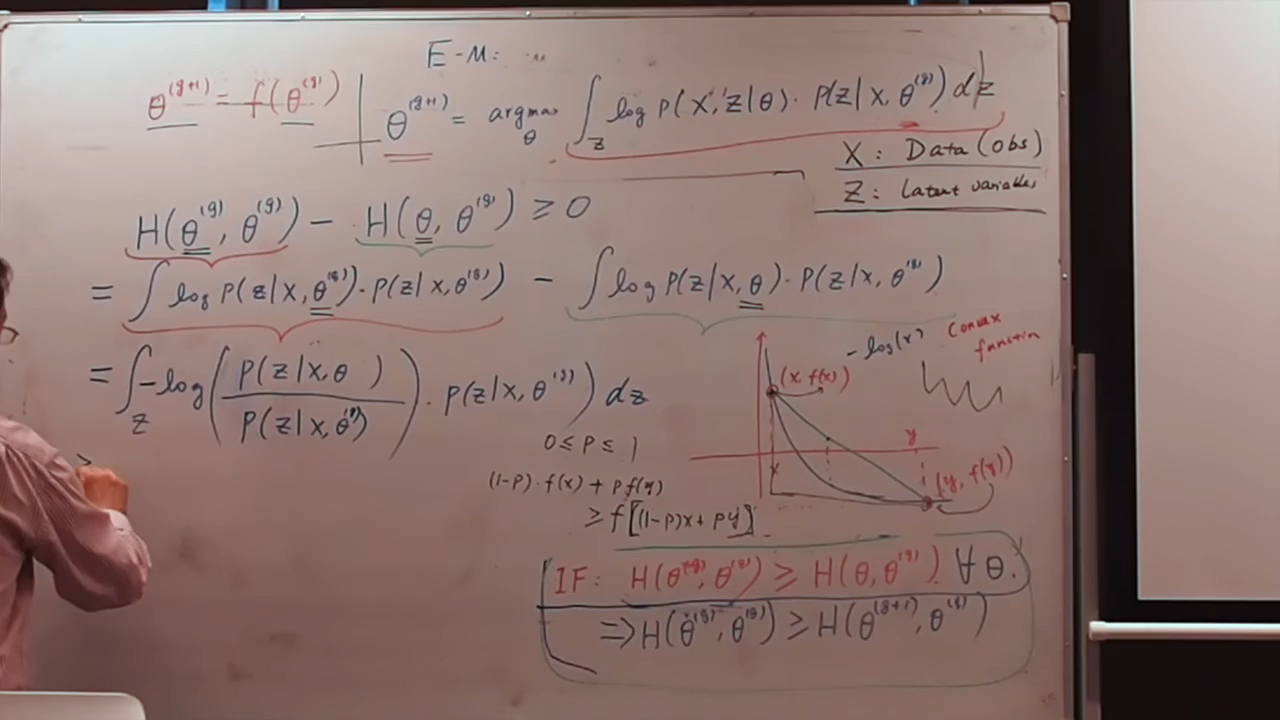 E-M:
θ^(g+1) = f(θ^(g))
θ^(g+1) = argmax_θ ∫_Z log P(X, Z|θ) · P(z|x, θ^(g)) dz
X: Data (obs)
Z: Latent variables
H(θ^(g), θ^(g)) − H(θ, θ^(g)) ≥ 0
= ∫ log P(z|x, θ^(g)) · P(z|x, θ^(g)) − ∫ log P(z|x, θ) · P(z|x, θ^(g))
= ∫_Z −log( P(z|x, θ) / P(z|x, θ^(g)) ) · P(z|x, θ^(g)) dz
≥
−log(x)
Convex
function
(x, f(x))
y
x
(y, f(y))
0 ≤ P ≤ 1
(1−P) · f(x) + P f(y)
≥ f[(1−P)x + Py]
IF: H(θ^(g), θ^(g)) ≥ H(θ, θ^(g)) ∀ θ.
⇒ H(θ^(g), θ^(g)) ≥ H(θ^(g+1), θ^(g))